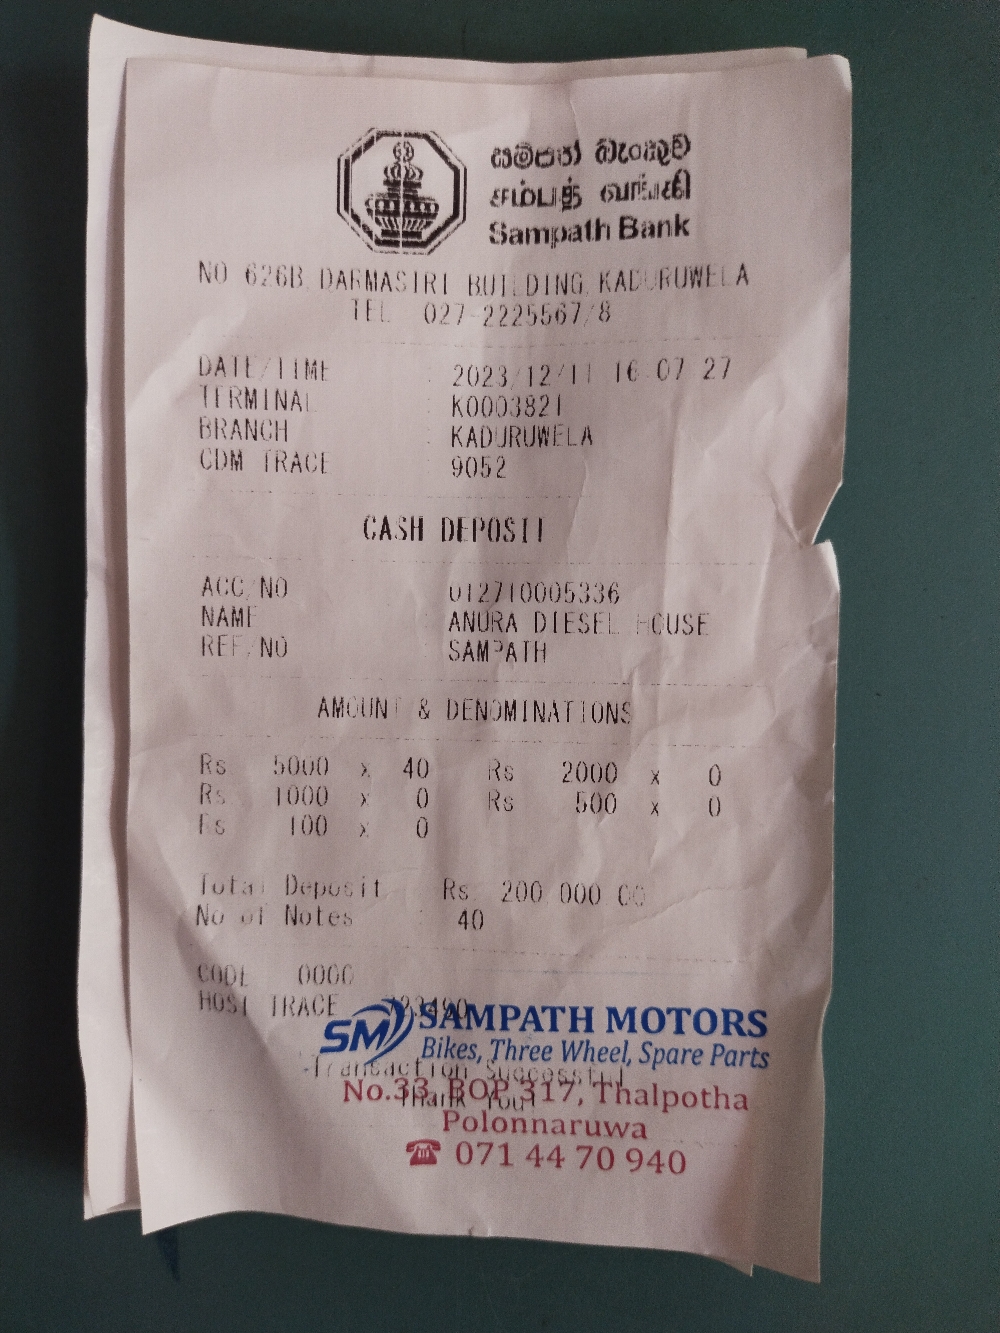 සම්පත් බැංකුව
சம்பத் வங்கி
Sampath Bank
NO 626B DARMASIRI BUILDING KADURUWELA
TEL 027-2225567/8
DATE/TIME : 2023/12/11 16 07 27
TERMINAL : K0003821
BRANCH : KADURUWELA
CDM TRACE : 9052
CASH DEPOSIT
ACC/NO : 012710005336
NAME : ANURA DIESEL HOUSE
REF/NO : SAMPATH
AMOUNT & DENOMINATIONS
Rs 5000 x 40 Rs 2000 x 0
Rs 1000 x 0 Rs 500 x 0
Rs 100 x 0
Total Deposit Rs 200 000 00
No of Notes : 40
CODE 0000
HOST TRACE
SM SAMPATH MOTORS
Bikes, Three Wheel, Spare Parts
Transaction Successful
No.33, BOP 317, Thalpotha
Thank You!
Polonnaruwa
☎ 071 44 70 940